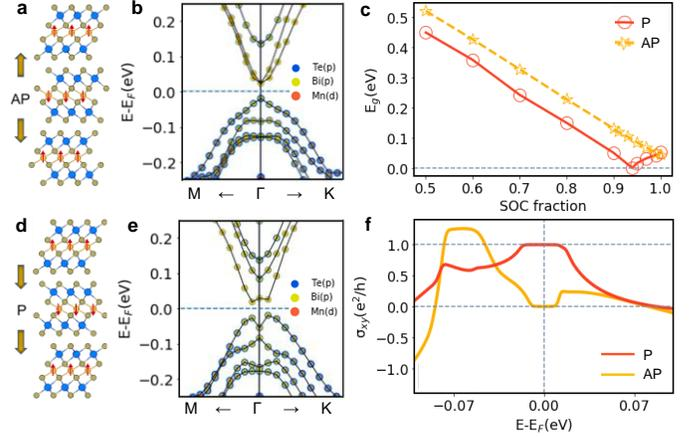 a
AP
b
E-E_F(eV)
0.2
0.1
0.0
−0.1
−0.2
Te(p)
Bi(p)
Mn(d)
M ← Γ → K
c
E_g(eV)
0.5
0.4
0.3
0.2
0.1
0.0
P
AP
0.5 0.6 0.7 0.8 0.9 1.0
SOC fraction
d
P
e
E-E_F(eV)
0.2
0.1
0.0
−0.1
−0.2
Te(p)
Bi(p)
Mn(d)
M ← Γ → K
f
σ_xy(e²/h)
1.0
0.5
0.0
−0.5
−1.0
P
AP
−0.07 0.00 0.07
E-E_F(eV)